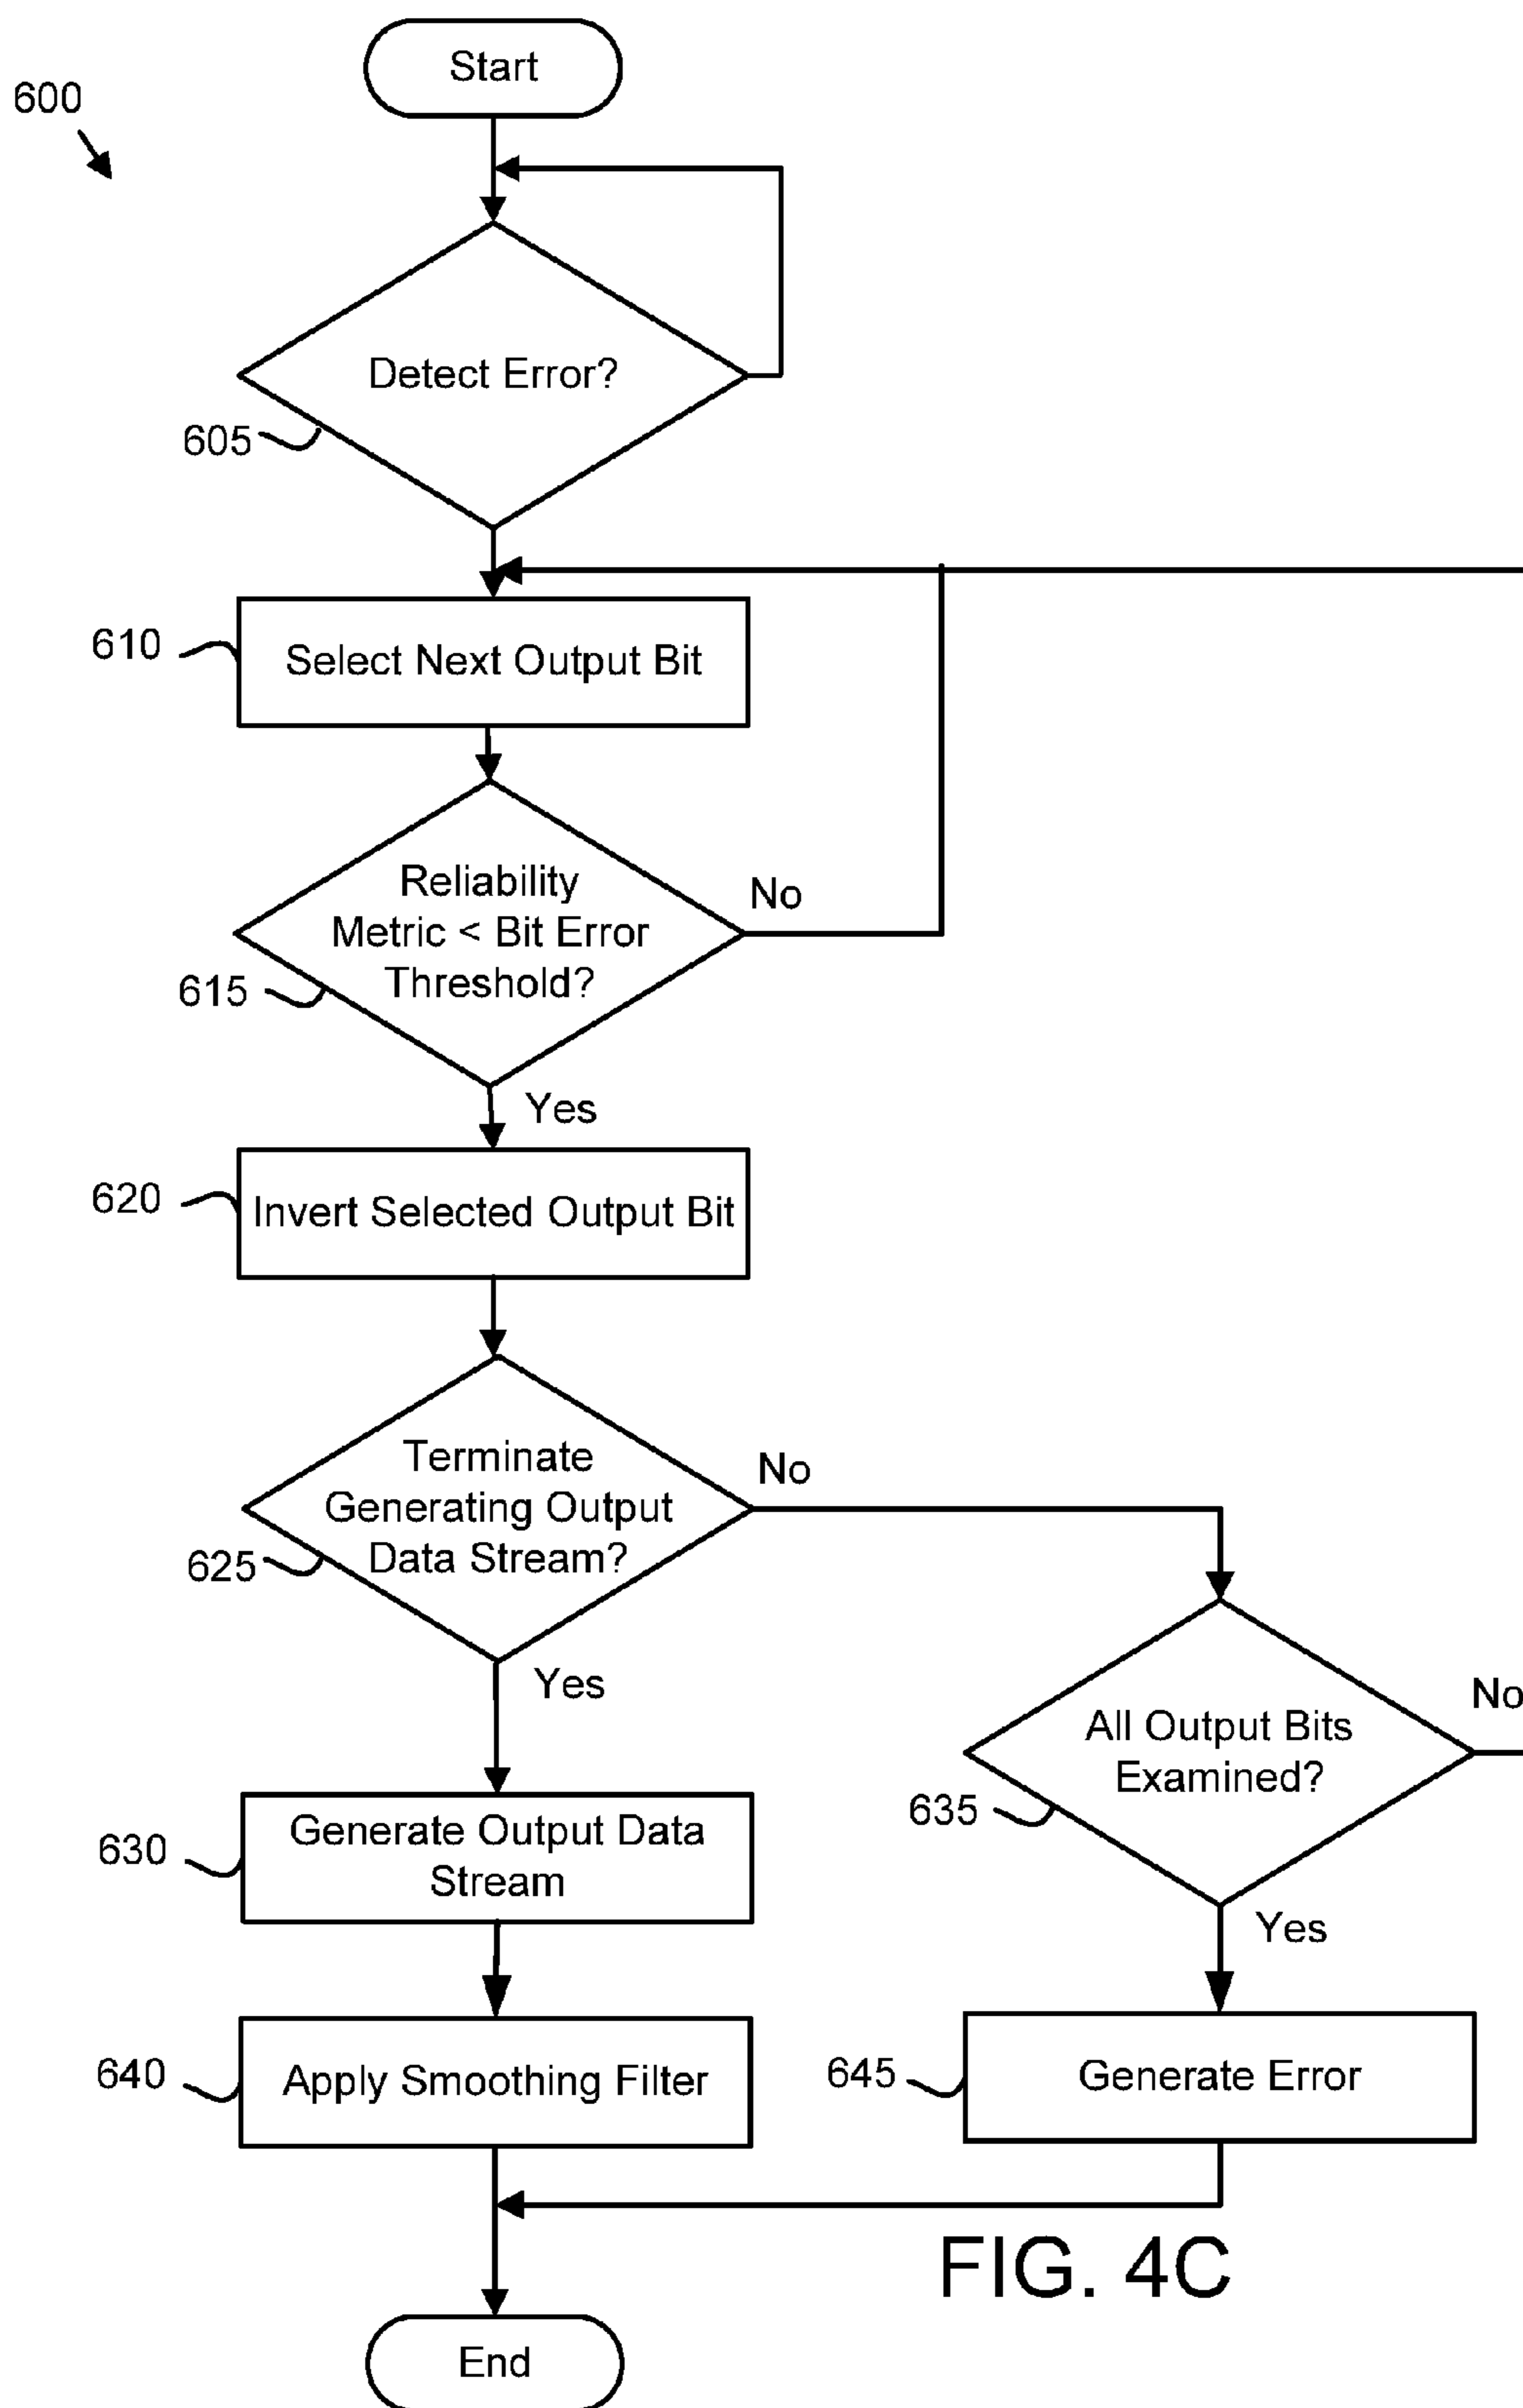 Start
600
Detect Error?
605
610
Select Next Output Bit
Reliability
Metric < Bit Error
Threshold?
No
615
Yes
620
Invert Selected Output Bit
Terminate
Generating Output
Data Stream?
No
625
Yes
All Output Bits
Examined?
No
635
Yes
630
Generate Output Data
Stream
640
Apply Smoothing Filter
645
Generate Error
FIG. 4C
End